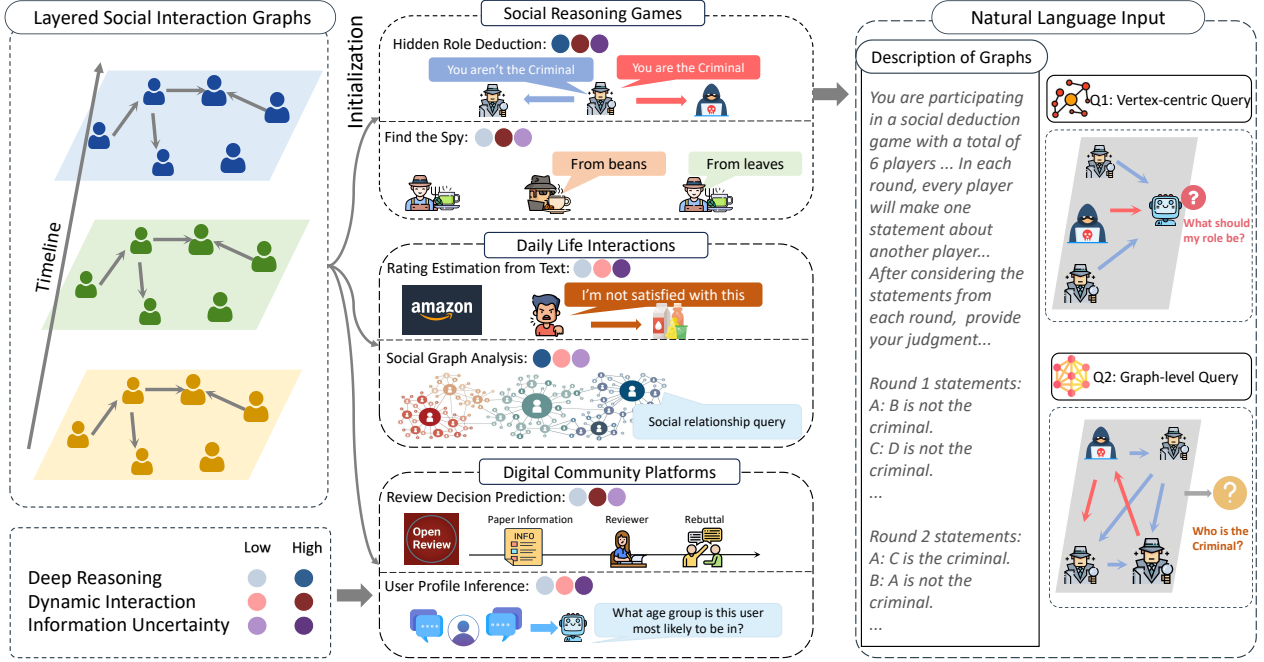 Layered Social Interaction Graphs
Timeline
Low
High
Deep Reasoning
Dynamic Interaction
Information Uncertainty
Initialization
Social Reasoning Games
Hidden Role Deduction:
You aren't the Criminal
You are the Criminal
Find the Spy:
From beans
From leaves
Daily Life Interactions
Rating Estimation from Text:
amazon
I'm not satisfied with this
Social Graph Analysis:
Social relationship query
Digital Community Platforms
Review Decision Prediction:
Open
Review
Paper Information
INFO
Reviewer
Rebuttal
User Profile Inference:
What age group is this user
most likely to be in?
Natural Language Input
Description of Graphs
You are participating
in a social deduction
game with a total of
6 players ... In each
round, every player
will make one
statement about
another player...
After considering the
statements from
each round, provide
your judgment...
Round 1 statements:
A: B is not the
criminal.
C: D is not the
criminal.
...
Round 2 statements:
A: C is the criminal.
B: A is not the
criminal.
...
Q1: Vertex-centric Query
?
What should
my role be?
Q2: Graph-level Query
?
Who is the
Criminal?